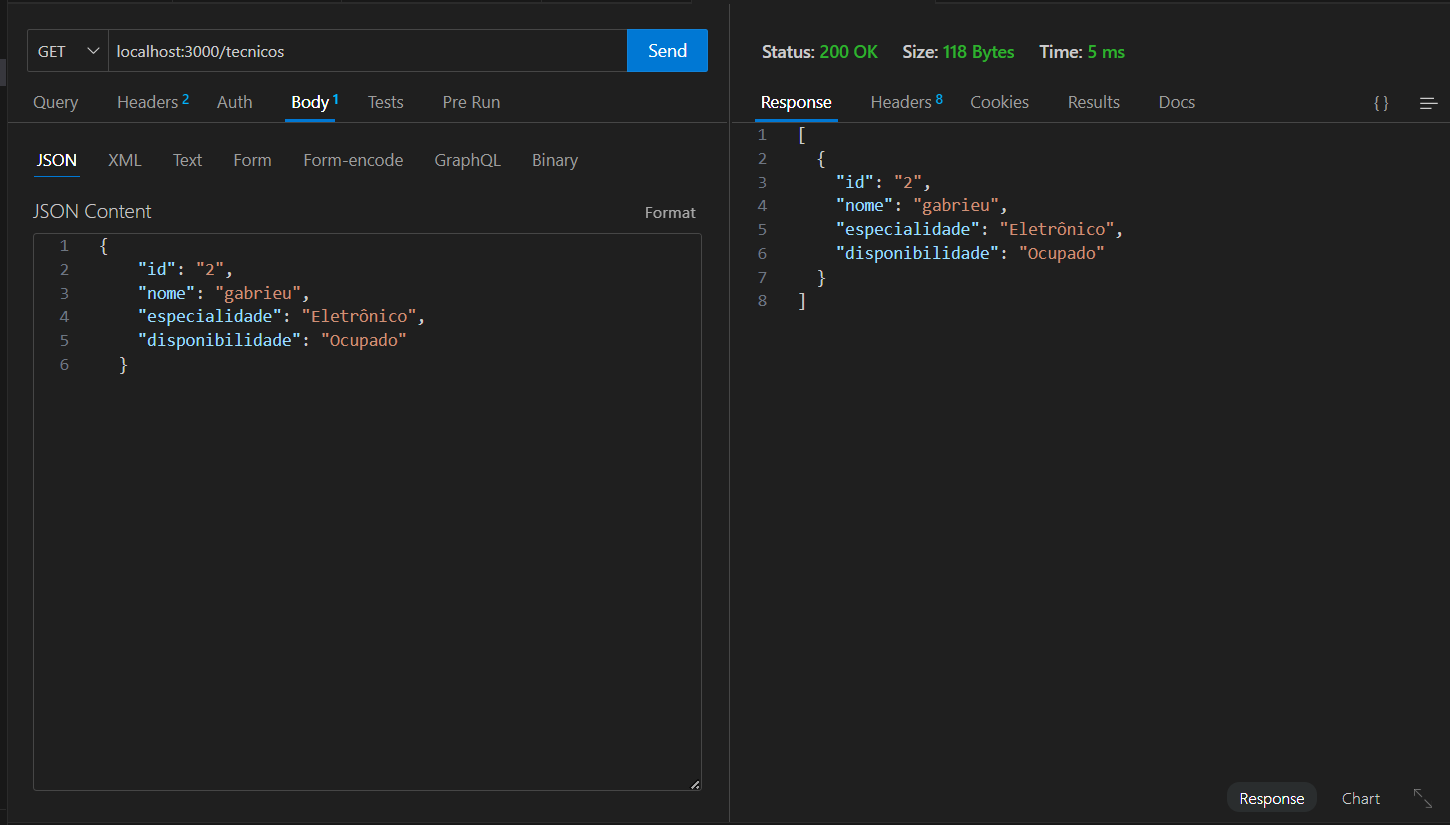 GET localhost:3000/tecnicos Send
Query Headers 2 Auth Body 1 Tests Pre Run
JSON XML Text Form Form-encode GraphQL Binary
JSON Content Format
1 {
2 "id": "2",
3 "nome": "gabrieu",
4 "especialidade": "Eletrônico",
5 "disponibilidade": "Ocupado"
6 }
Status: 200 OK Size: 118 Bytes Time: 5 ms
Response Headers 8 Cookies Results Docs { }
1 [
2 {
3 "id": "2",
4 "nome": "gabrieu",
5 "especialidade": "Eletrônico",
6 "disponibilidade": "Ocupado"
7 }
8 ]
Response Chart